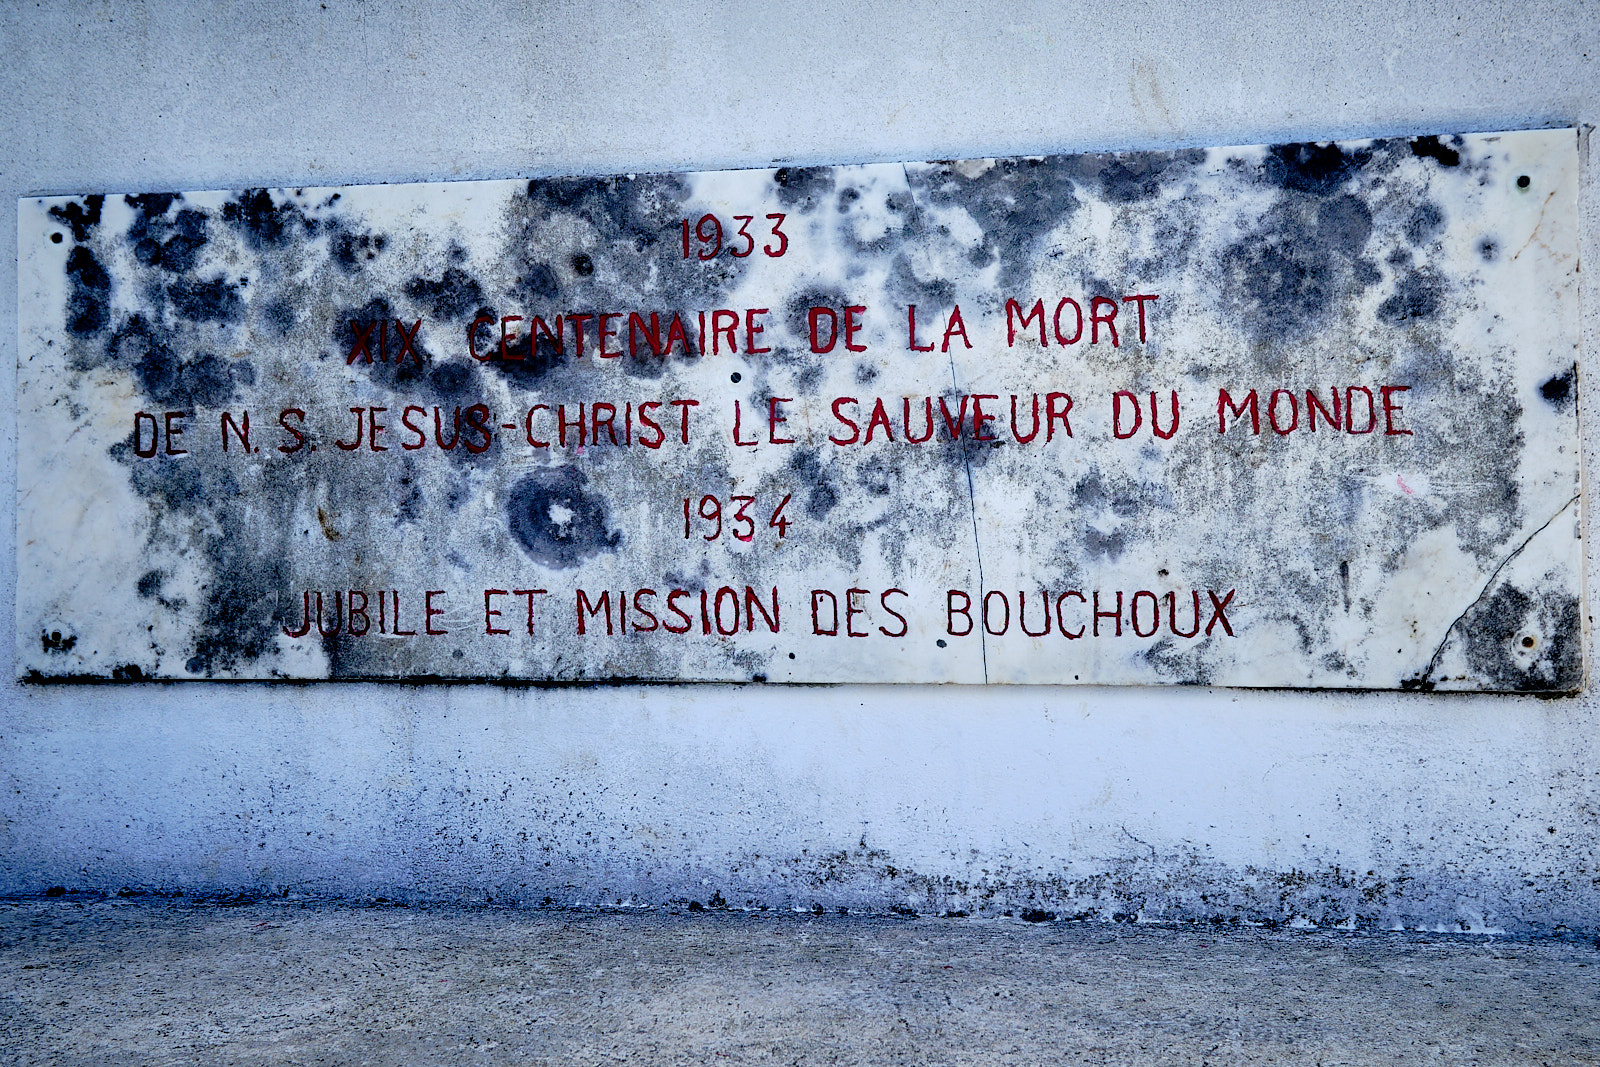 1933
XIX CENTENAIRE DE LA MORT
DE N. S. JESUS-CHRIST LE SAUVEUR DU MONDE
1934
JUBILE ET MISSION DES BOUCHOUX